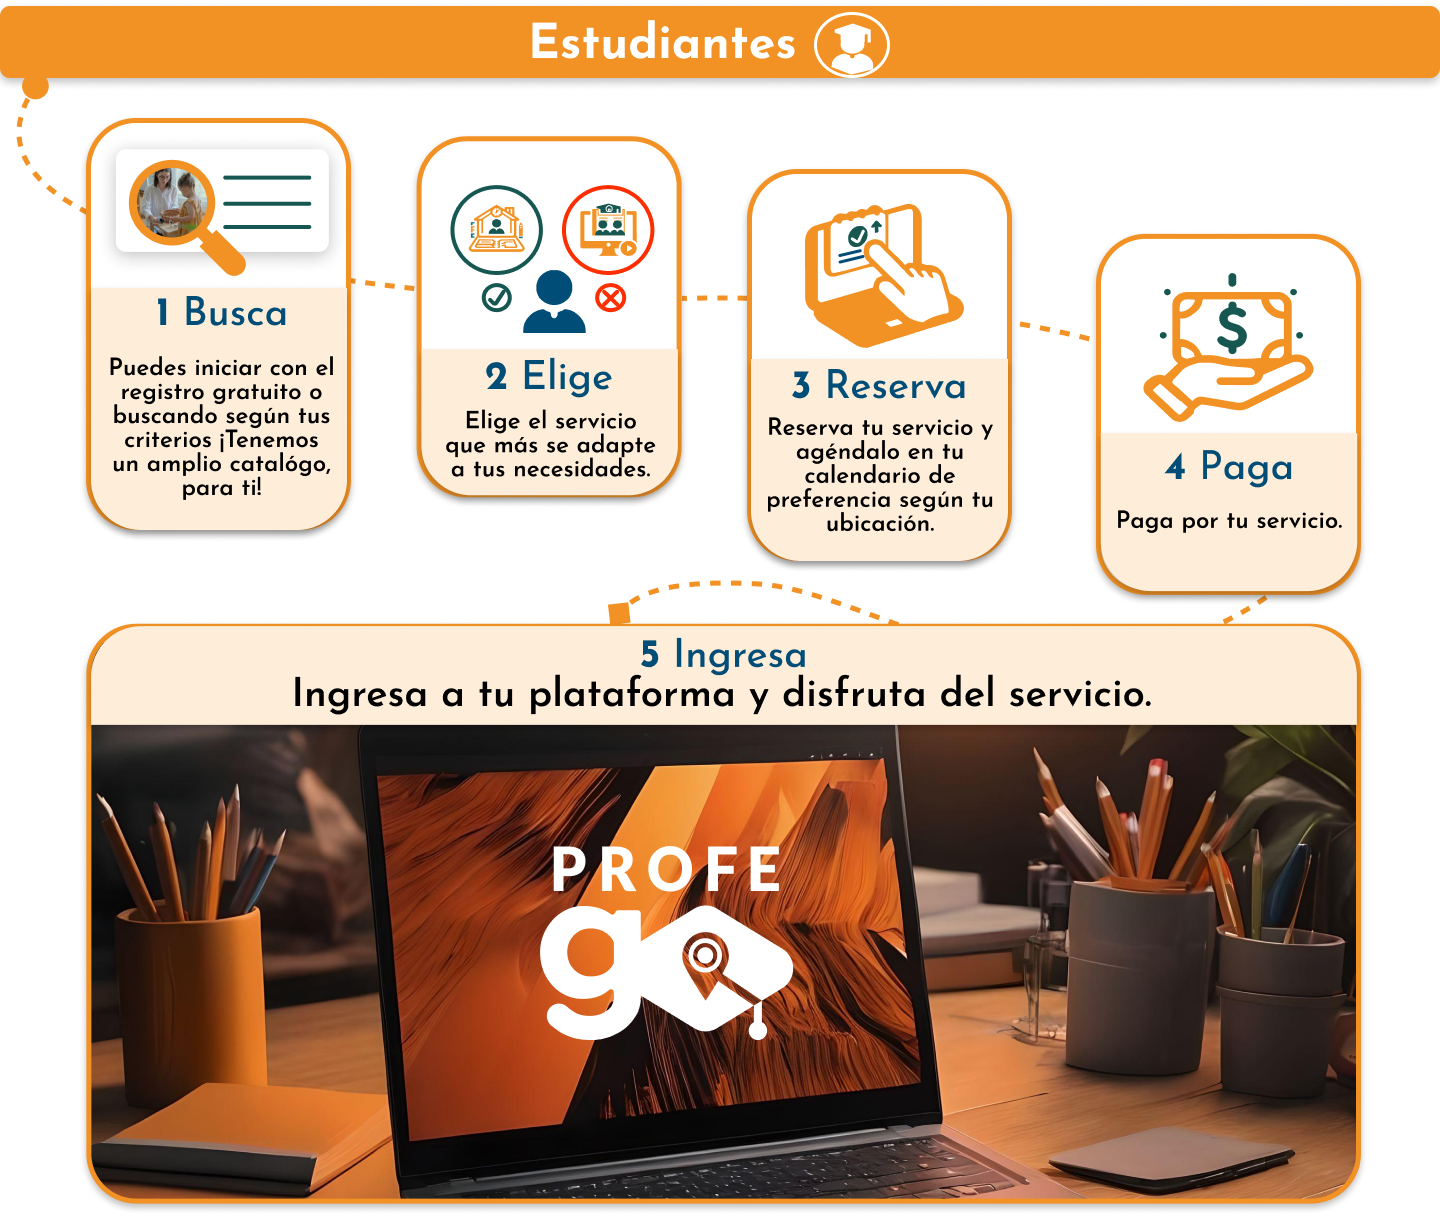 Estudiantes
1 Busca
Puedes iniciar con el
registro gratuito o
buscando según tus
criterios ¡Tenemos
un amplio catalógo,
para ti!
2 Elige
Elige el servicio
que más se adapte
a tus necesidades.
3 Reserva
Reserva tu servicio y
agéndalo en tu
calendario de
preferencia según tu
ubicación.
$
4 Paga
Paga por tu servicio.
5 Ingresa
Ingresa a tu plataforma y disfruta del servicio.
PROFE
go